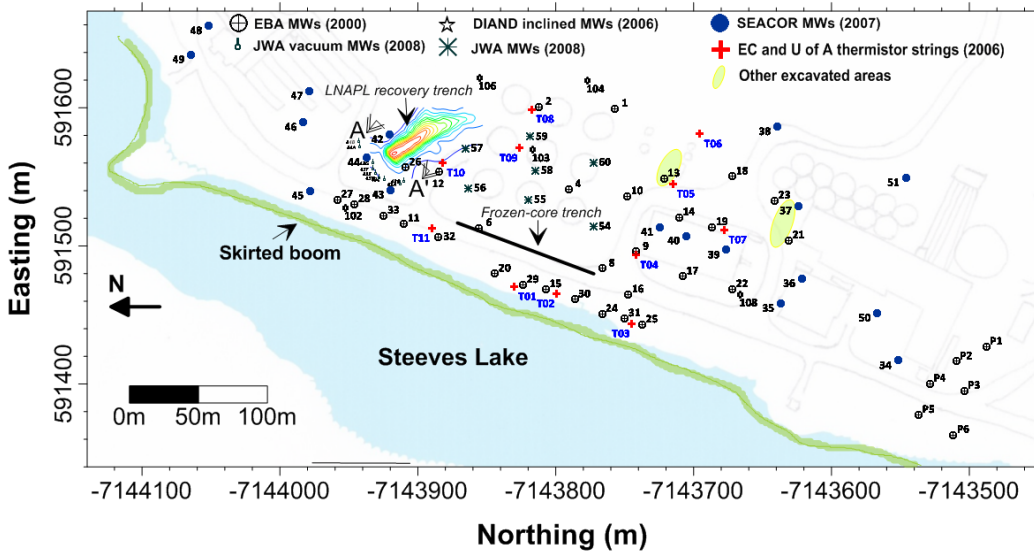 EBA MWs (2000)
DIAND inclined MWs (2006)
SEACOR MWs (2007)
JWA vacuum MWs (2008)
JWA MWs (2008)
EC and U of A thermistor strings (2006)
Other excavated areas
48
49
47
46
106
LNAPL recovery trench
104
2
1
T08
A
42
59
38
T06
57
T09
103
60
44
26
T10
12
58
18
13
T05
51
A'
43
56
4
45
27
28
102
55
10
23
37
33
11
Frozen-core trench
14
T11
32
6
54
41
40
19
T07
21
Skirted boom
9
T04
39
8
17
36
20
29
15
T01
T02
30
16
22
108
35
24
31
25
T03
50
N
Steeves Lake
34
P1
P2
P4
P3
P5
P6
0m
50m
100m
591600
591500
591400
Easting (m)
-7144100
-7144000
-7143900
-7143800
-7143700
-7143600
-7143500
Northing (m)